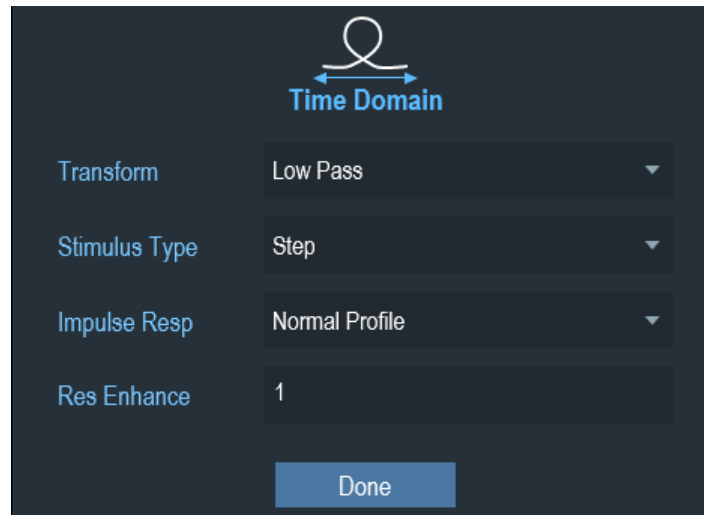 Time Domain
Transform Low Pass
Stimulus Type Step
Impulse Resp Normal Profile
Res Enhance 1
Done